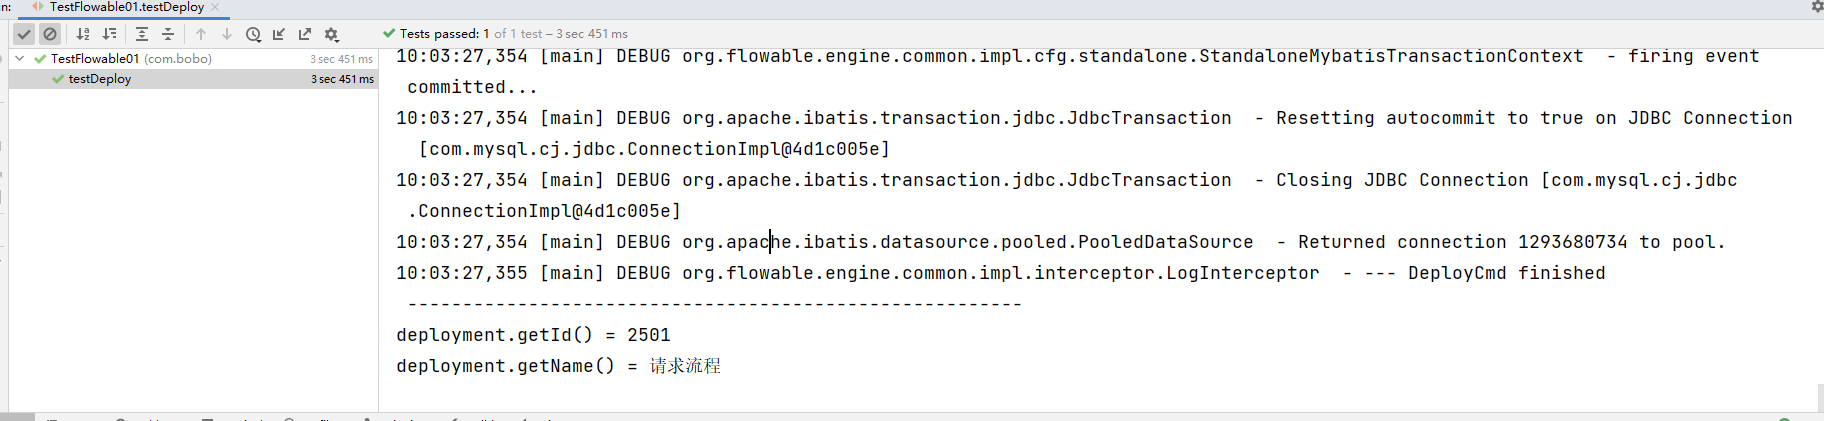 n:
TestFlowable01.testDeploy
Tests passed: 1 of 1 test – 3 sec 451 ms
TestFlowable01 (com.bobo) 3 sec 451 ms
testDeploy 3 sec 451 ms
10:03:27,354 [main] DEBUG org.flowable.engine.common.impl.cfg.standalone.StandaloneMybatisTransactionContext  - firing event
committed...
10:03:27,354 [main] DEBUG org.apache.ibatis.transaction.jdbc.JdbcTransaction  - Resetting autocommit to true on JDBC Connection
[com.mysql.cj.jdbc.ConnectionImpl@4d1c005e]
10:03:27,354 [main] DEBUG org.apache.ibatis.transaction.jdbc.JdbcTransaction  - Closing JDBC Connection [com.mysql.cj.jdbc
.ConnectionImpl@4d1c005e]
10:03:27,354 [main] DEBUG org.apache.ibatis.datasource.pooled.PooledDataSource  - Returned connection 1293680734 to pool.
10:03:27,355 [main] DEBUG org.flowable.engine.common.impl.interceptor.LogInterceptor  - --- DeployCmd finished
--------------------------------------------------------
deployment.getId() = 2501
deployment.getName() = 请求流程